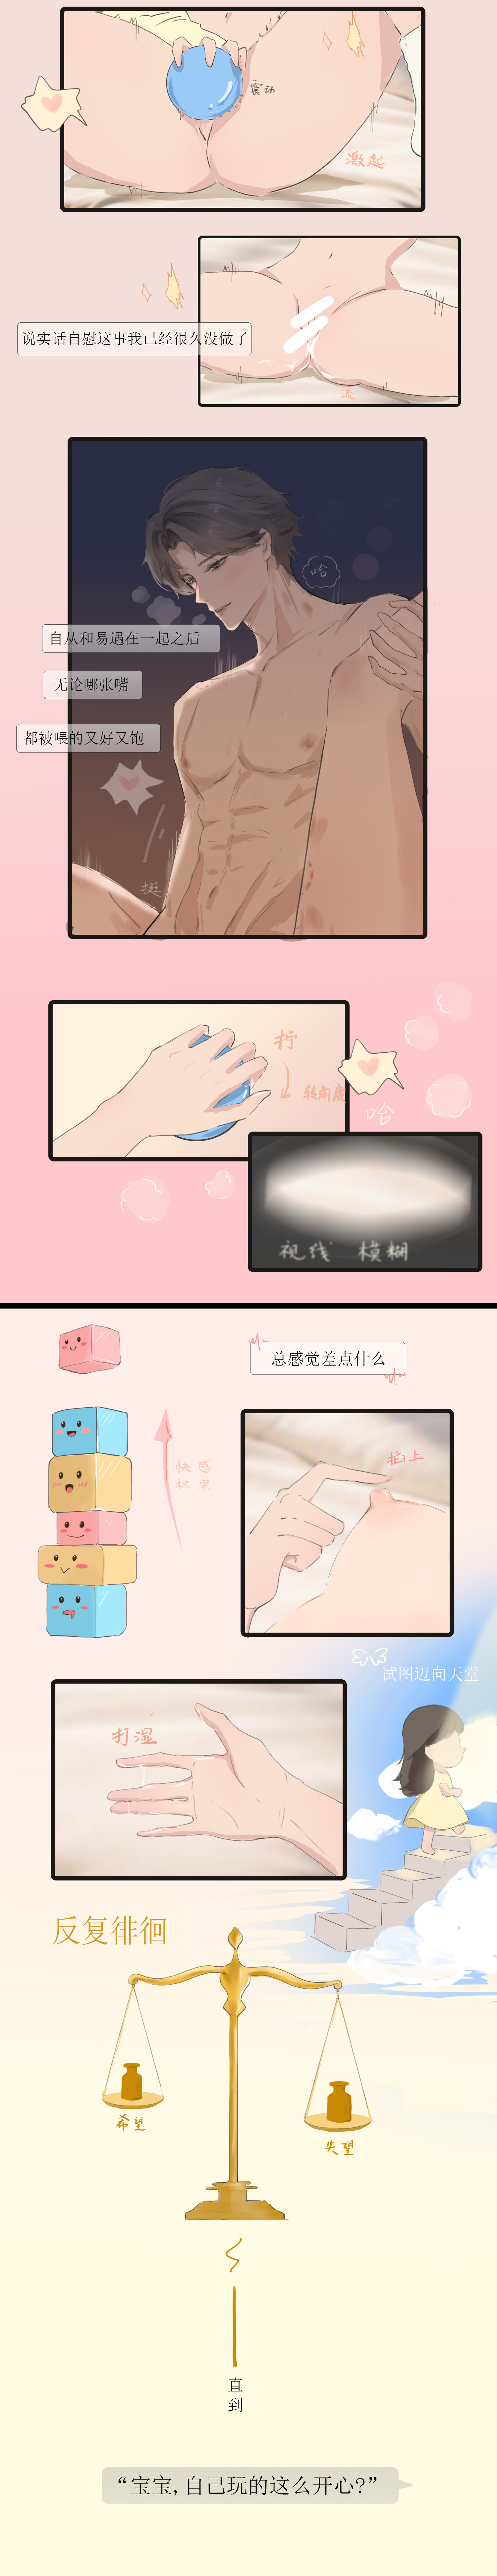 震动
激起
说实话自慰这事我已经很久没做了
流
哈
自从和易遇在一起之后
无论哪张嘴
都被喂的又好又饱
挺
拧
转角度
哈
视线 模糊
总感觉差点什么
快感
积累
掐上
试图迈向天堂
打湿
反复徘徊
希望
失望
直
到
“宝宝,自己玩的这么开心?”